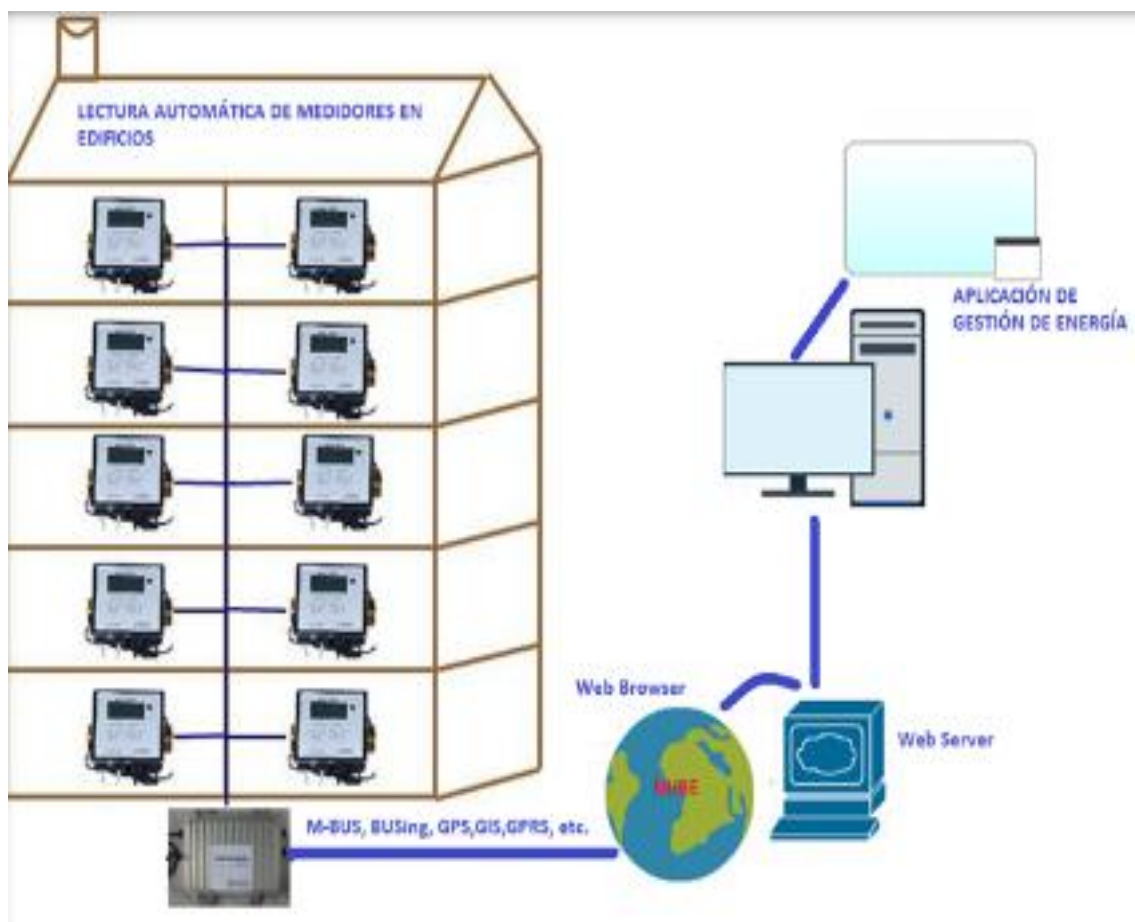 LECTURA AUTOMÁTICA DE MEDIDORES EN
EDIFICIOS
APLICACIÓN DE
GESTIÓN DE ENERGÍA
Web Browser
Web Server
M-BUS, BUSing, GPS,GIS,GPRS, etc.